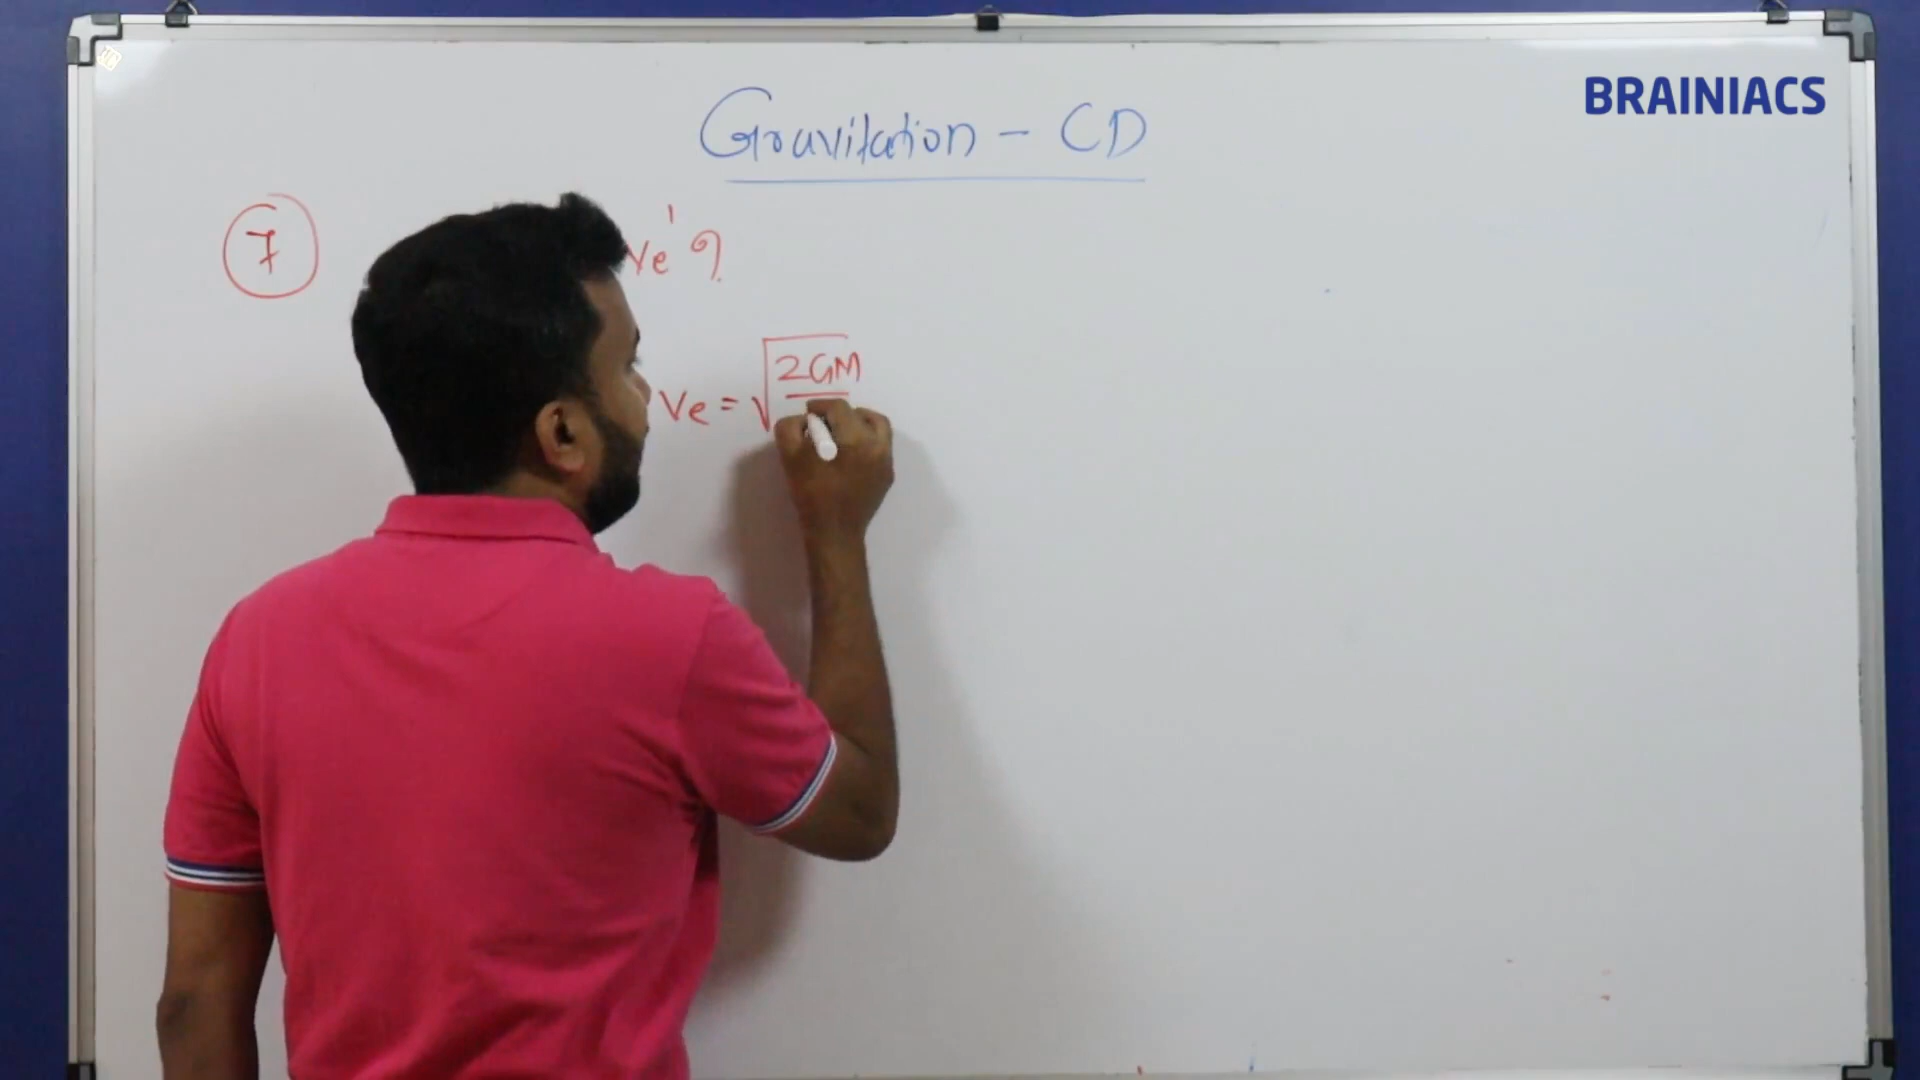 BRAINIACS
Gravitation - CD
7 Ve' ?
Ve = √2GM